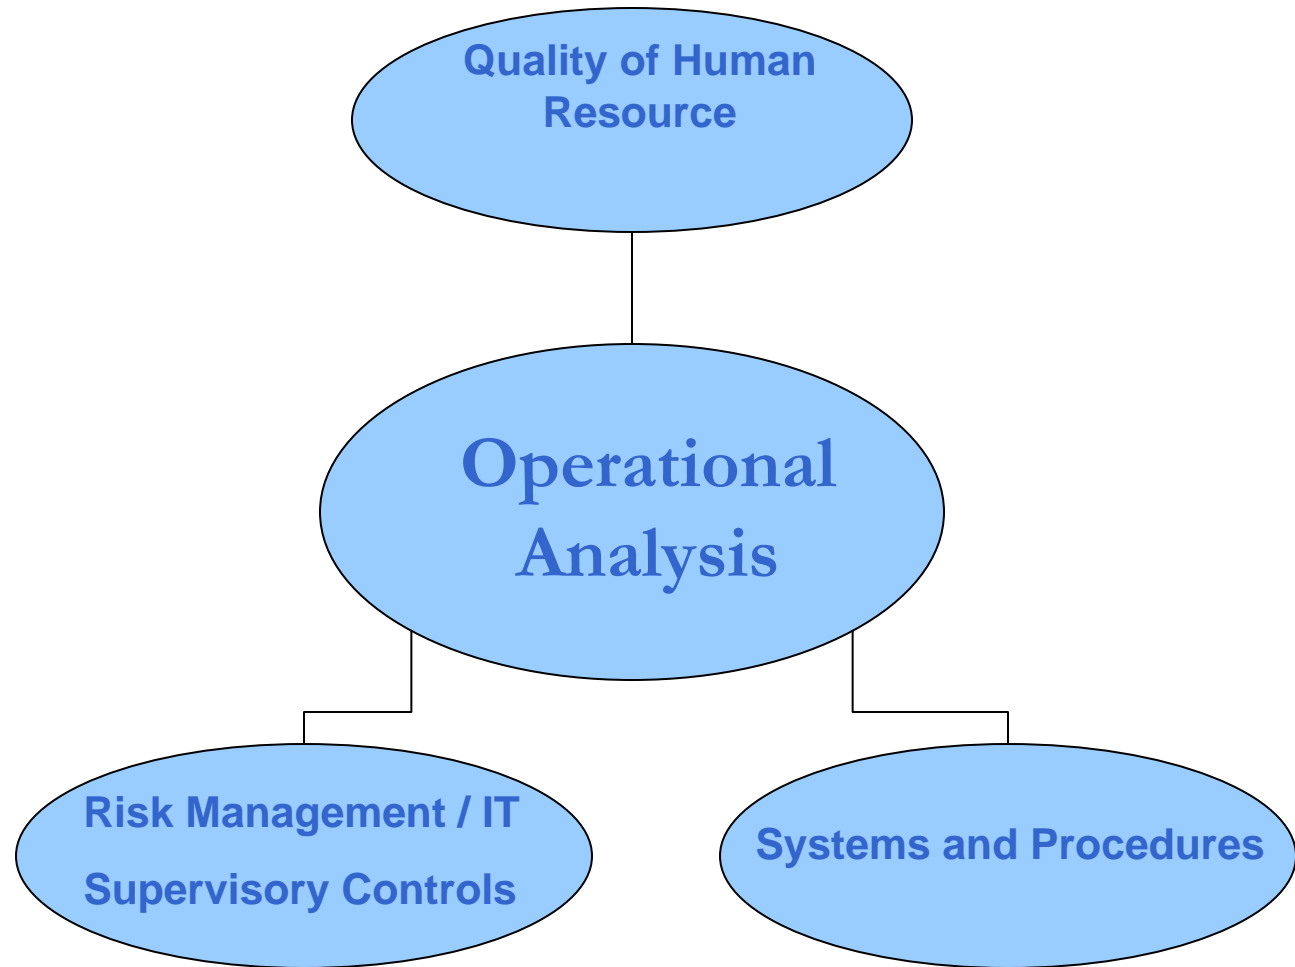 Quality of Human
Resource
Operational
Analysis
Risk Management / IT
Supervisory Controls
Systems and Procedures